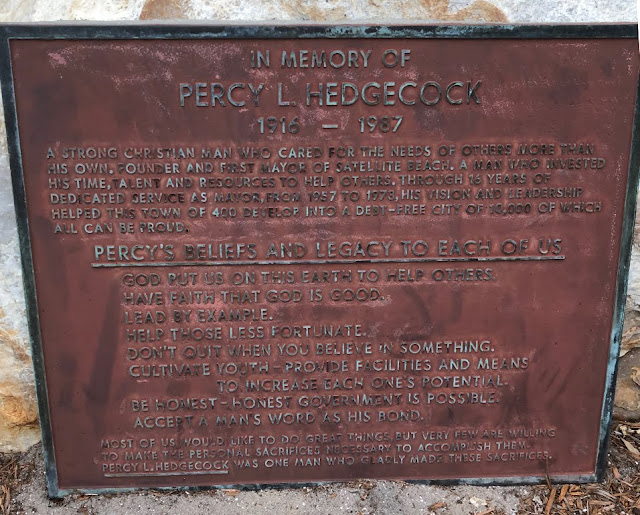 IN MEMORY OF
PERCY L. HEDGECOCK
1916 — 1987
A STRONG CHRISTIAN MAN WHO CARED FOR THE NEEDS OF OTHERS MORE THAN
HIS OWN. FOUNDER AND FIRST MAYOR OF SATELLITE BEACH. A MAN WHO INVESTED
HIS TIME, TALENT AND RESOURCES TO HELP OTHERS. THROUGH 16 YEARS OF
DEDICATED SERVICE AS MAYOR, FROM 1957 TO 1973, HIS VISION AND LEADERSHIP
HELPED THIS TOWN OF 400 DEVELOP INTO A DEBT-FREE CITY OF 10,000 OF WHICH
ALL CAN BE PROUD.
PERCY'S BELIEFS AND LEGACY TO EACH OF US
GOD PUT US ON THIS EARTH TO HELP OTHERS.
HAVE FAITH THAT GOD IS GOOD.
LEAD BY EXAMPLE.
HELP THOSE LESS FORTUNATE.
DON'T QUIT WHEN YOU BELIEVE IN SOMETHING.
CULTIVATE YOUTH - PROVIDE FACILITIES AND MEANS
TO INCREASE EACH ONE'S POTENTIAL.
BE HONEST - HONEST GOVERNMENT IS POSSIBLE.
ACCEPT A MAN'S WORD AS HIS BOND.
MOST OF US WOULD LIKE TO DO GREAT THINGS, BUT VERY FEW ARE WILLING
TO MAKE THE PERSONAL SACRIFICES NECESSARY TO ACCOMPLISH THEM.
PERCY L. HEDGECOCK WAS ONE MAN WHO GLADLY MADE THESE SACRIFICES.